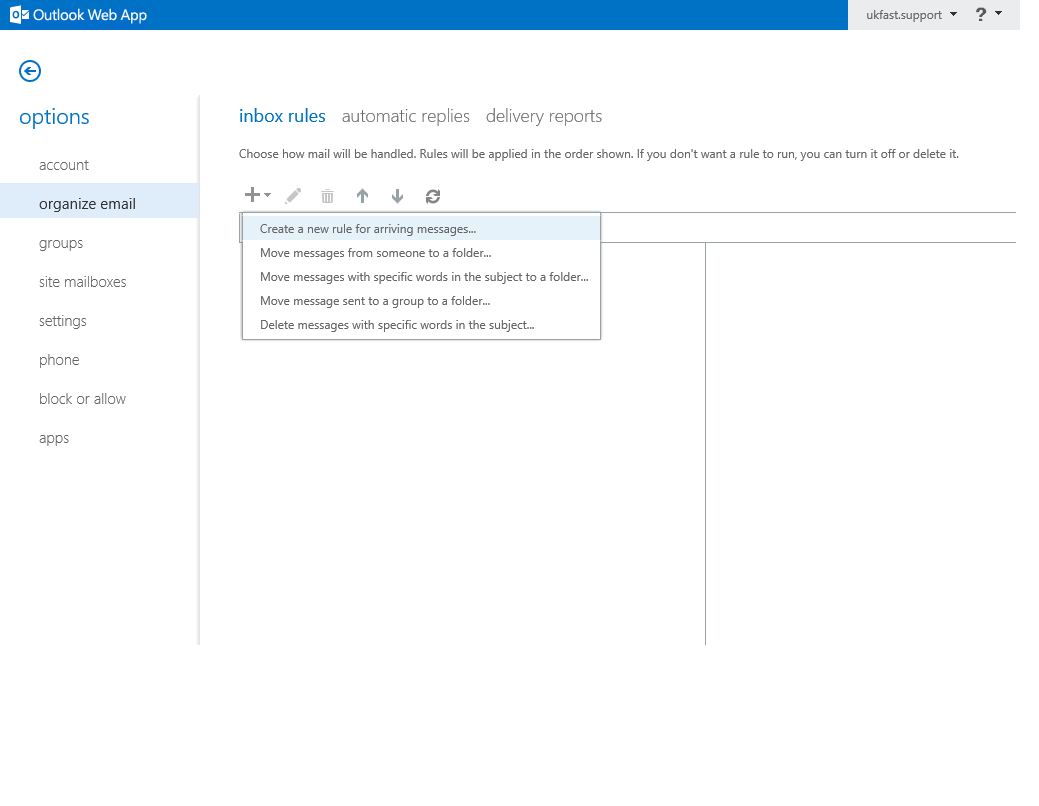 Outlook Web App
ukfast.support
?
options
account
organize email
groups
site mailboxes
settings
phone
block or allow
apps
inbox rules automatic replies delivery reports
Choose how mail will be handled. Rules will be applied in the order shown. If you don't want a rule to run, you can turn it off or delete it.
Create a new rule for arriving messages...
Move messages from someone to a folder...
Move messages with specific words in the subject to a folder...
Move message sent to a group to a folder...
Delete messages with specific words in the subject...